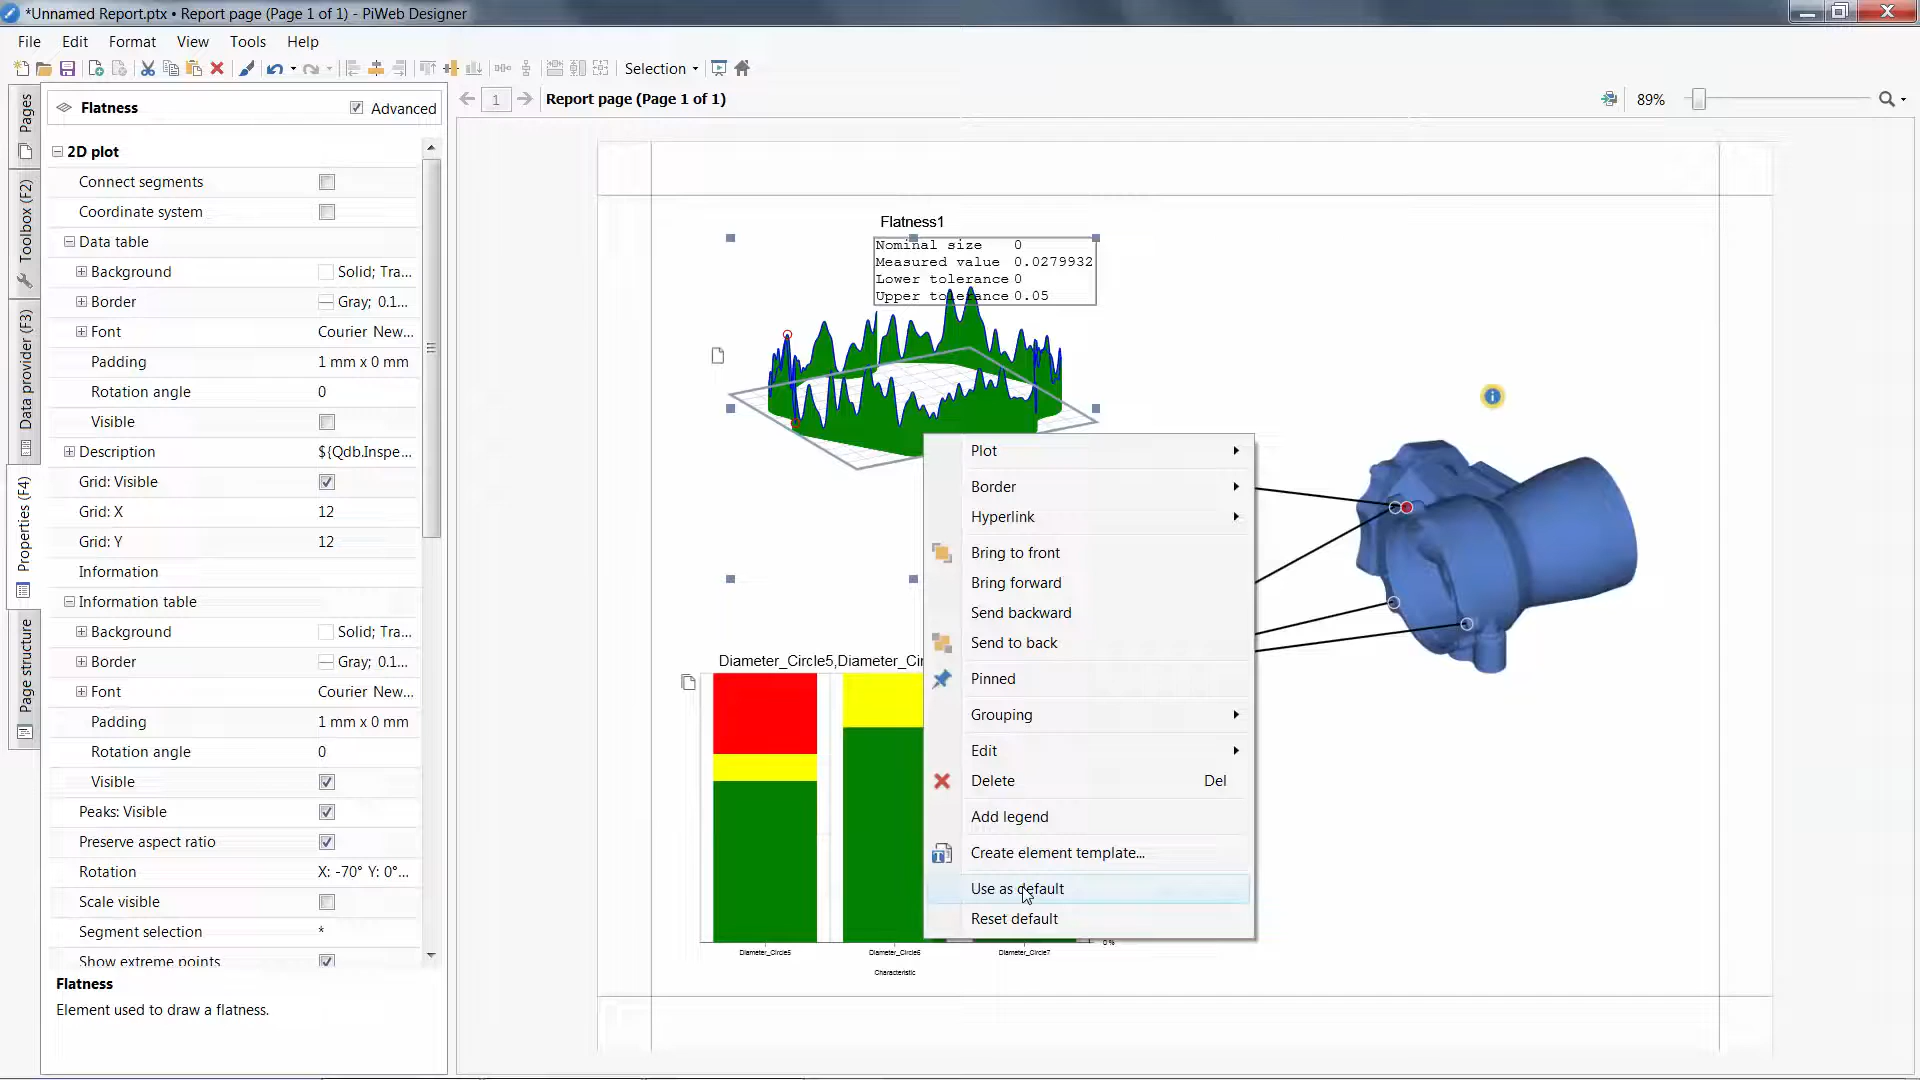 *Unnamed Report.ptx • Report page (Page 1 of 1) - PiWeb Designer
File Edit Format View Tools Help
Selection
Pages
Toolbox (F2)
Data provider (F3)
Properties (F4)
Page structure
Flatness Advanced
2D plot
Connect segments
Coordinate system
Data table
Background Solid; Tra...
Border Gray; 0.1...
Font Courier New...
Padding 1 mm x 0 mm
Rotation angle 0
Visible
Description ${Qdb.Inspe...
Grid: Visible
Grid: X 12
Grid: Y 12
Information
Information table
Background Solid; Tra...
Border Gray; 0.1...
Font Courier New...
Padding 1 mm x 0 mm
Rotation angle 0
Visible
Peaks: Visible
Preserve aspect ratio
Rotation X: -70° Y: 0°...
Scale visible
Segment selection *
Show extreme points
Flatness
Element used to draw a flatness.
1 Report page (Page 1 of 1) 89%
Flatness1
Nominal size 0
Measured value 0.0279932
Lower tolerance 0
Upper tolerance 0.05
Plot
Border
Hyperlink
Bring to front
Bring forward
Send backward
Send to back
Pinned
Grouping
Edit
Delete Del
Add legend
Create element template...
Use as default
Reset default
Diameter_Circle5,Diameter_Cir
0 %
Diameter_Circle5 Diameter_Circle6 Diameter_Circle7
Characteristic